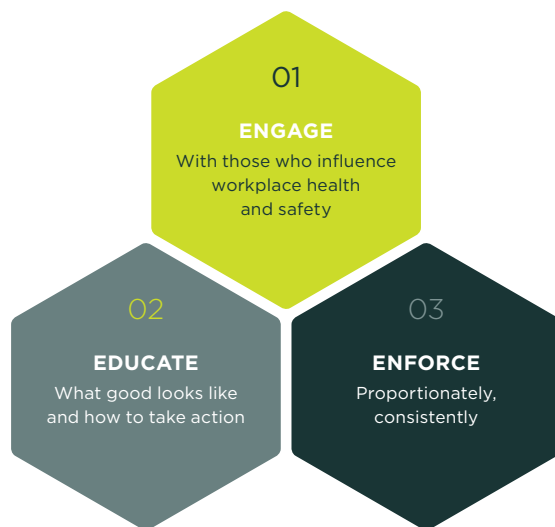 01
ENGAGE
With those who influence
workplace health
and safety
02
EDUCATE
What good looks like
and how to take action
03
ENFORCE
Proportionately,
consistently